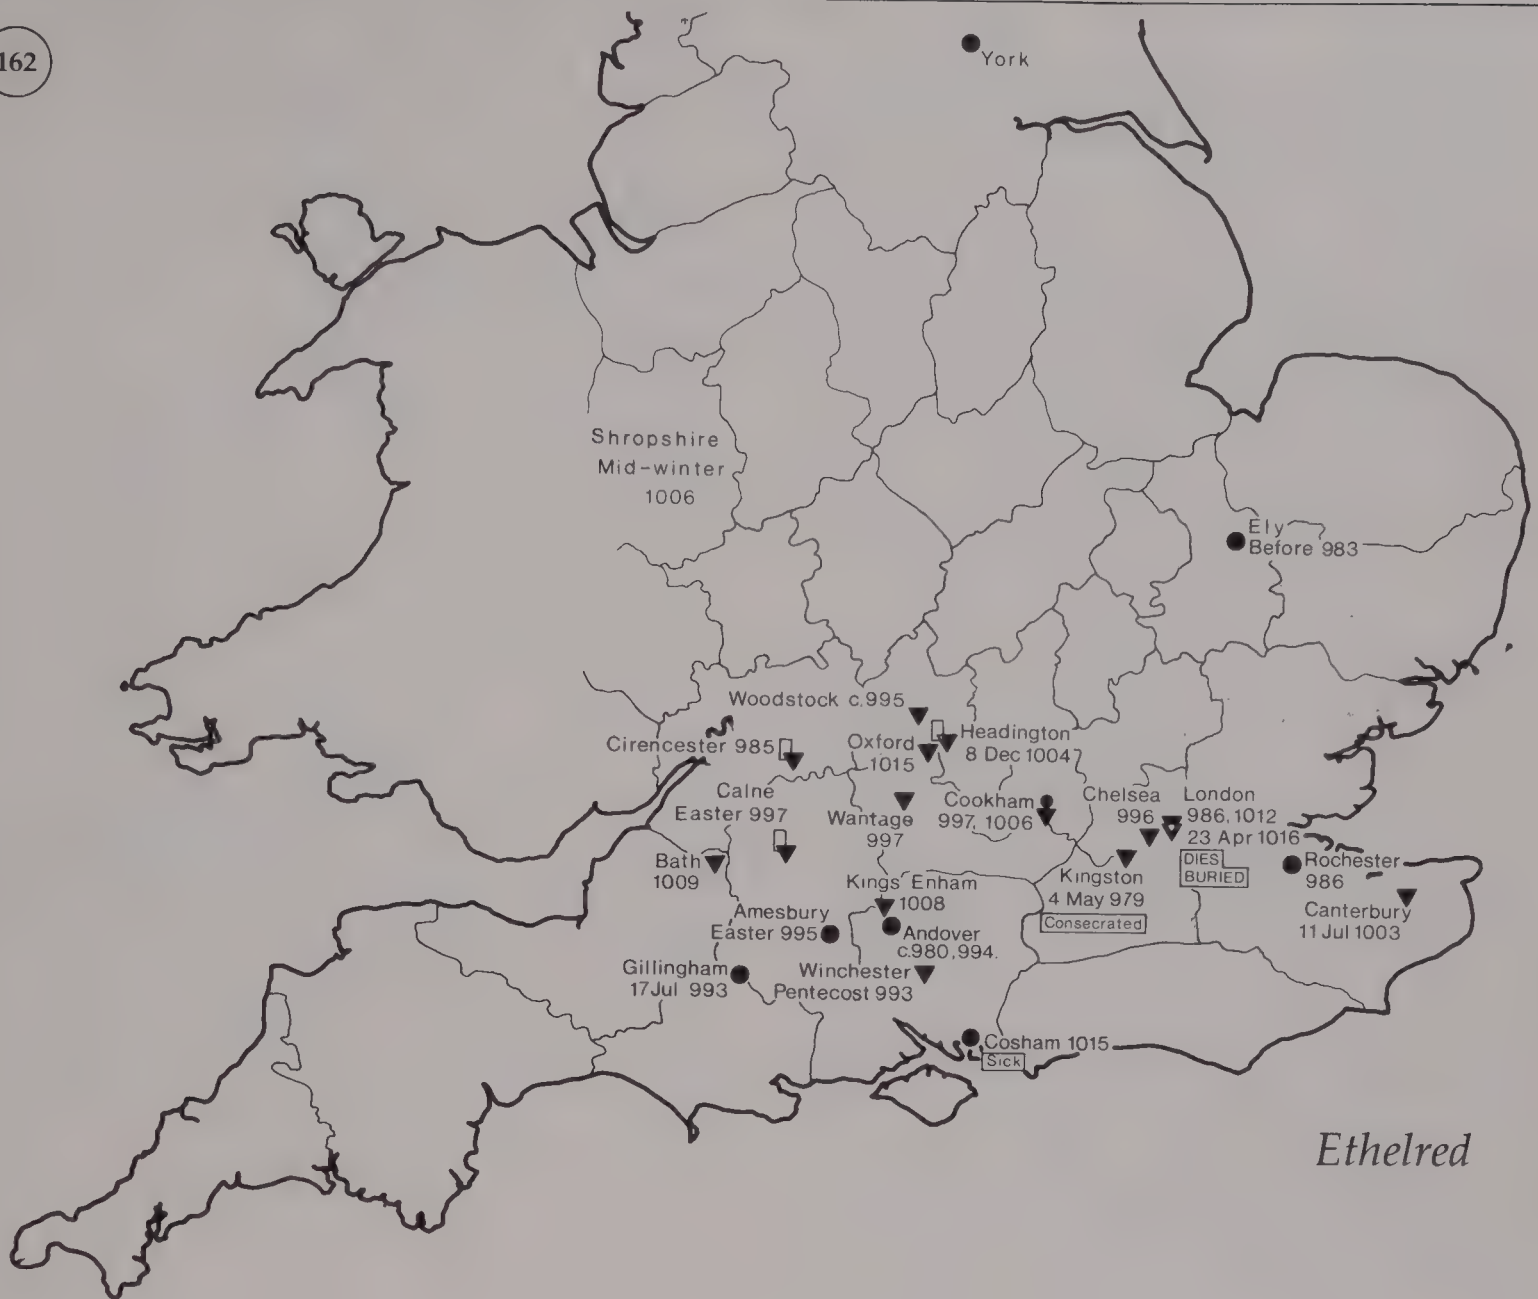 162
York
Shropshire
Mid-winter
1006
Ely
Before 983
Woodstock c.995
Cirencester 985
Oxford
1015
Headington
8 Dec 1004
Calne
Easter 997
Wantage
997
Cookham
997, 1006
Chelsea
996
London
986, 1012
23 Apr 1016
DIES
BURIED
Bath
1009
Kings Enham
1008
Kingston
4 May 979
Consecrated
Rochester
986
Canterbury
11 Jul 1003
Amesbury
Easter 995
Andover
c.980, 994.
Gillingham
17 Jul 993
Winchester
Pentecost 993
Cosham 1015
Sick
Ethelred